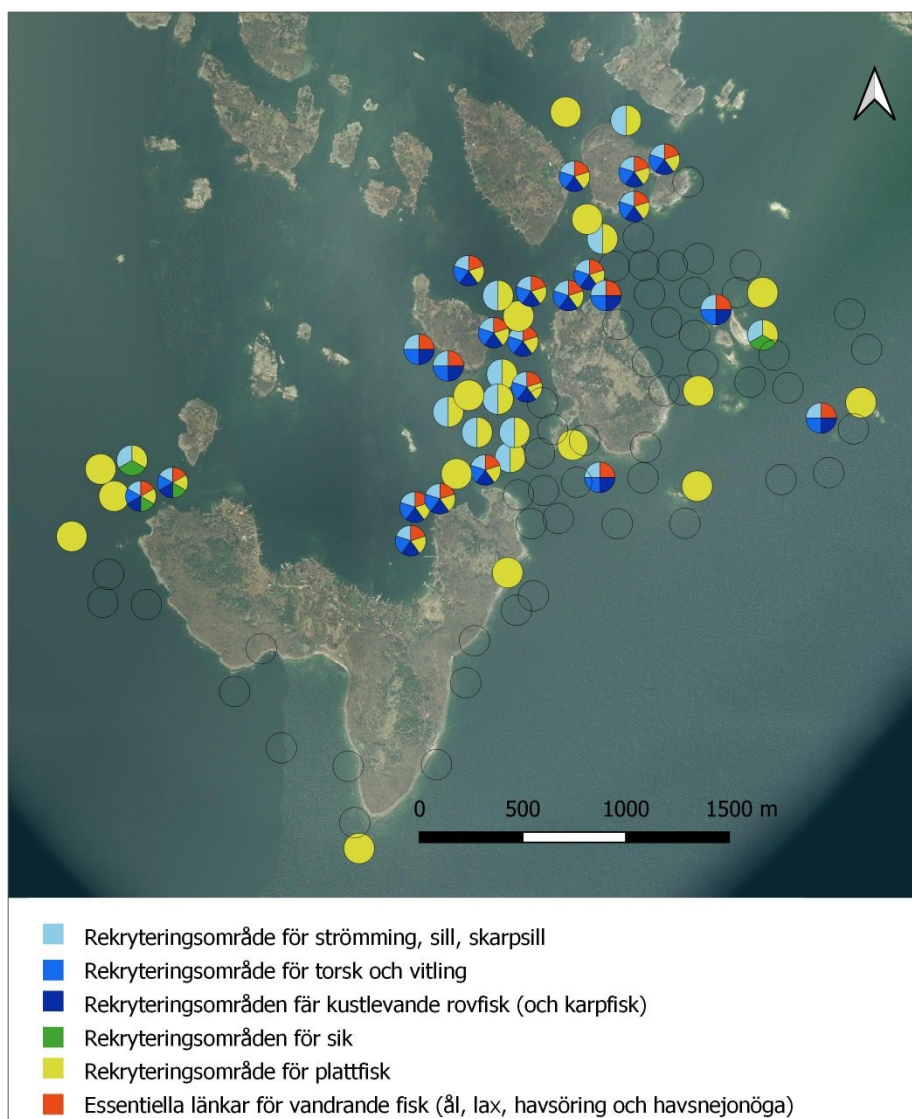 0 500 1000 1500 m
Rekryteringsområde för strömming, sill, skarpsill
Rekryteringsområde för torsk och vitling
Rekryteringsområden fär kustlevande rovfisk (och karpfisk)
Rekryteringsområden för sik
Rekryteringsområde för plattfisk
Essentiella länkar för vandrande fisk (ål, lax, havsöring och havsnejonöga)